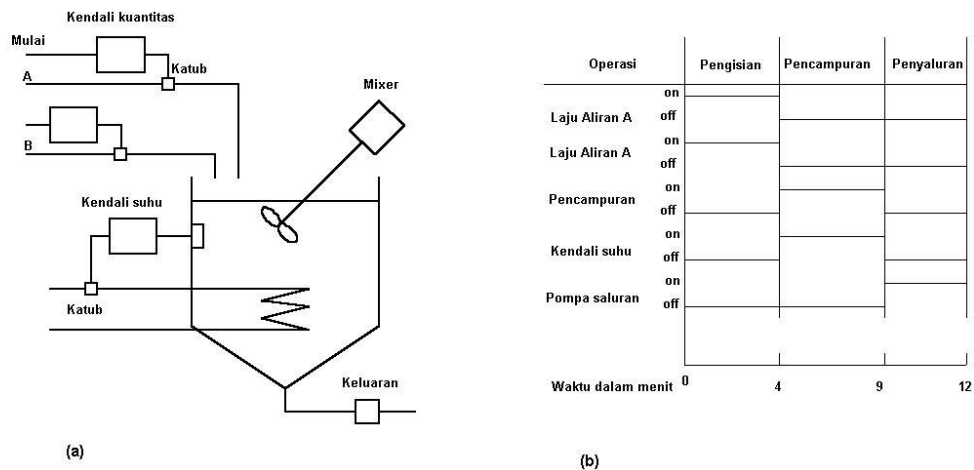 Kendali kuantitas
Mulai
Katub
A
Mixer
B
Kendali suhu
Katub
Keluaran
(a)
Operasi Pengisian Pencampuran Penyaluran
on
Laju Aliran A off
on
Laju Aliran A off
on
Pencampuran off
on
Kendali suhu off
on
Pompa saluran off
Waktu dalam menit 0 4 9 12
(b)